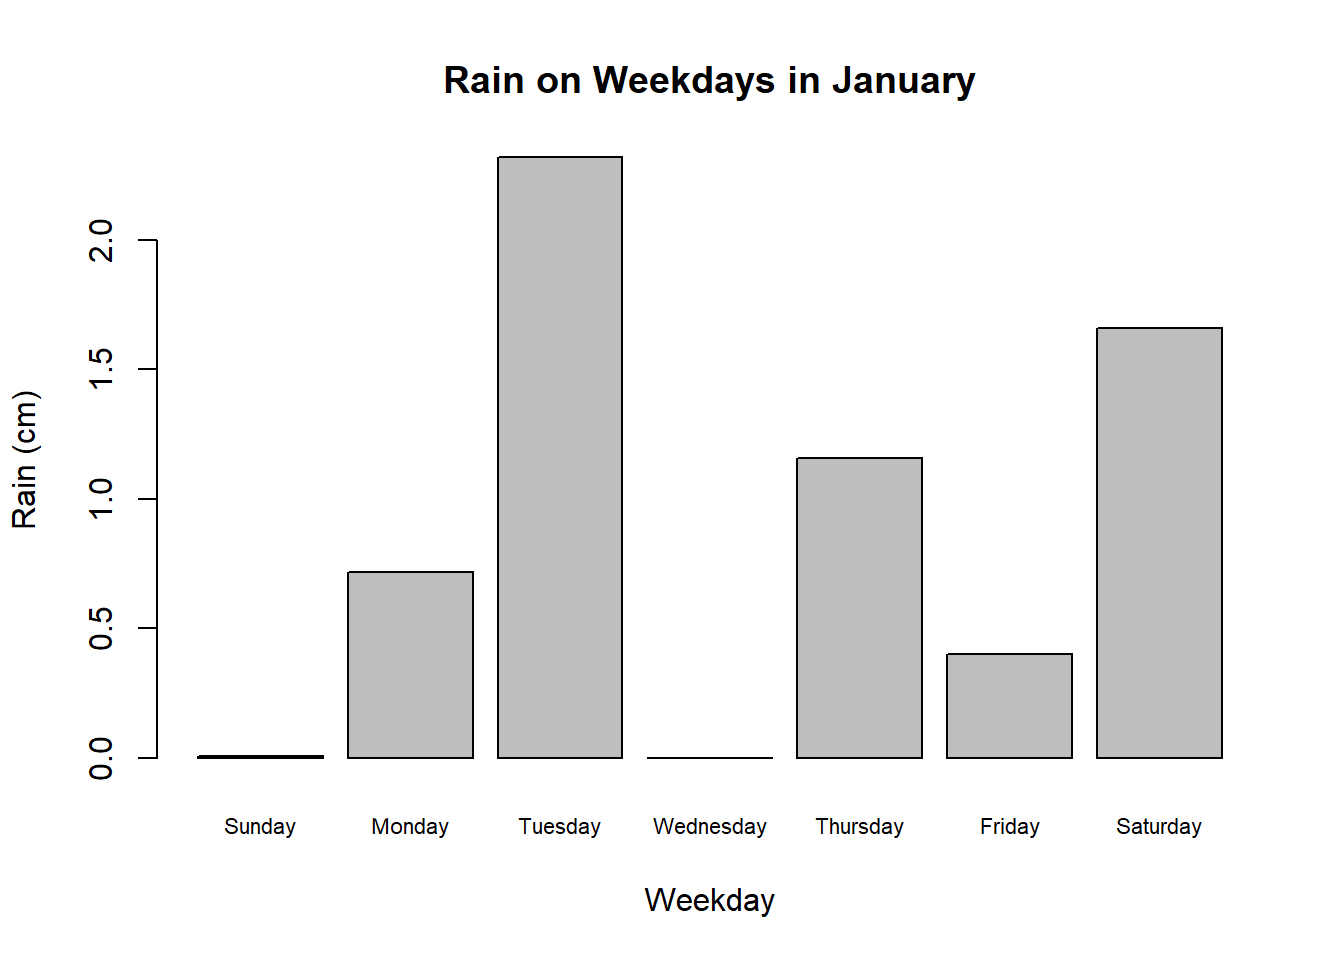 Rain on Weekdays in January
Rain (cm)
2.0
1.5
1.0
0.5
0.0
Sunday Monday Tuesday Wednesday Thursday Friday Saturday
Weekday